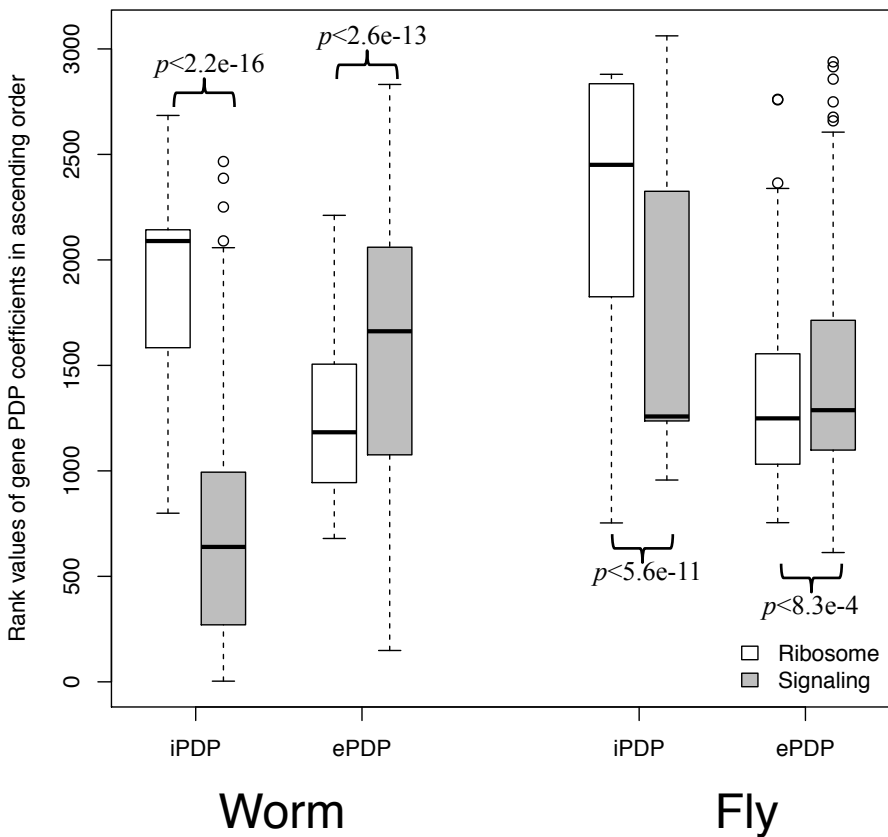 Rank values of gene PDP coefficients in ascending order
3000
2500
2000
1500
1000
500
0
p<2.2e-16
p<2.6e-13
p<5.6e-11
p<8.3e-4
Ribosome
Signaling
iPDP
ePDP
iPDP
ePDP
Worm
Fly